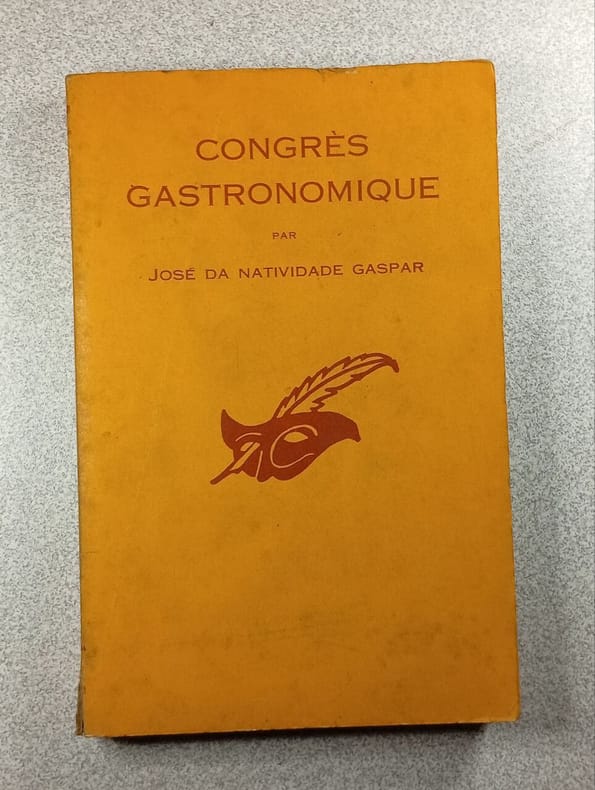 CONGRÈS
GASTRONOMIQUE
PAR
JOSÉ DA NATIVIDADE GASPAR